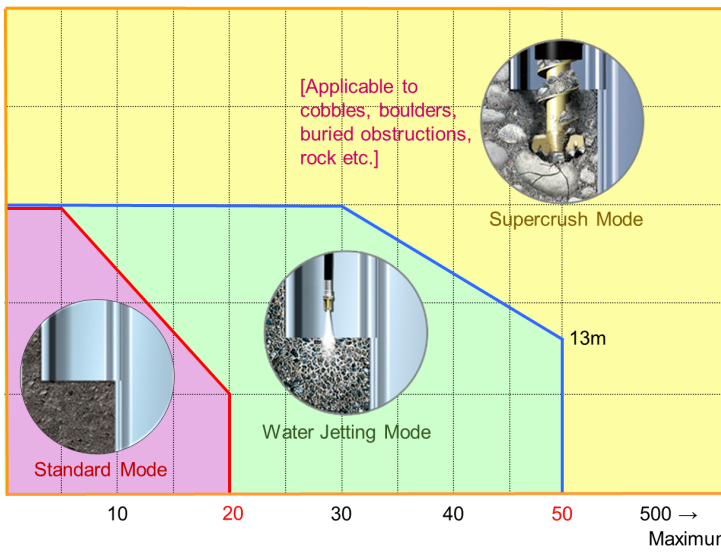 [Applicable to
cobbles, boulders,
buried obstructions,
rock etc.]
Supercrush Mode
13m
Water Jetting Mode
Standard Mode
10 20 30 40 50 500 →
Maximur